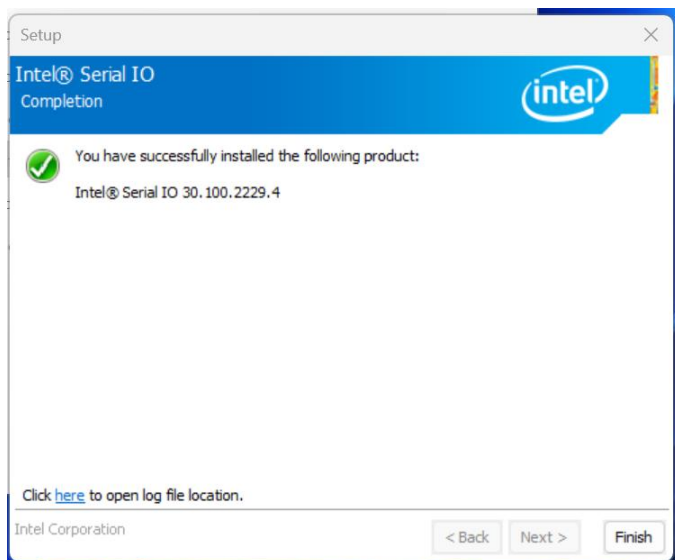 Setup
Intel® Serial IO
Completion
intel
You have successfully installed the following product:
Intel® Serial IO 30.100.2229.4
Click here to open log file location.
Intel Corporation
< Back
Next >
Finish